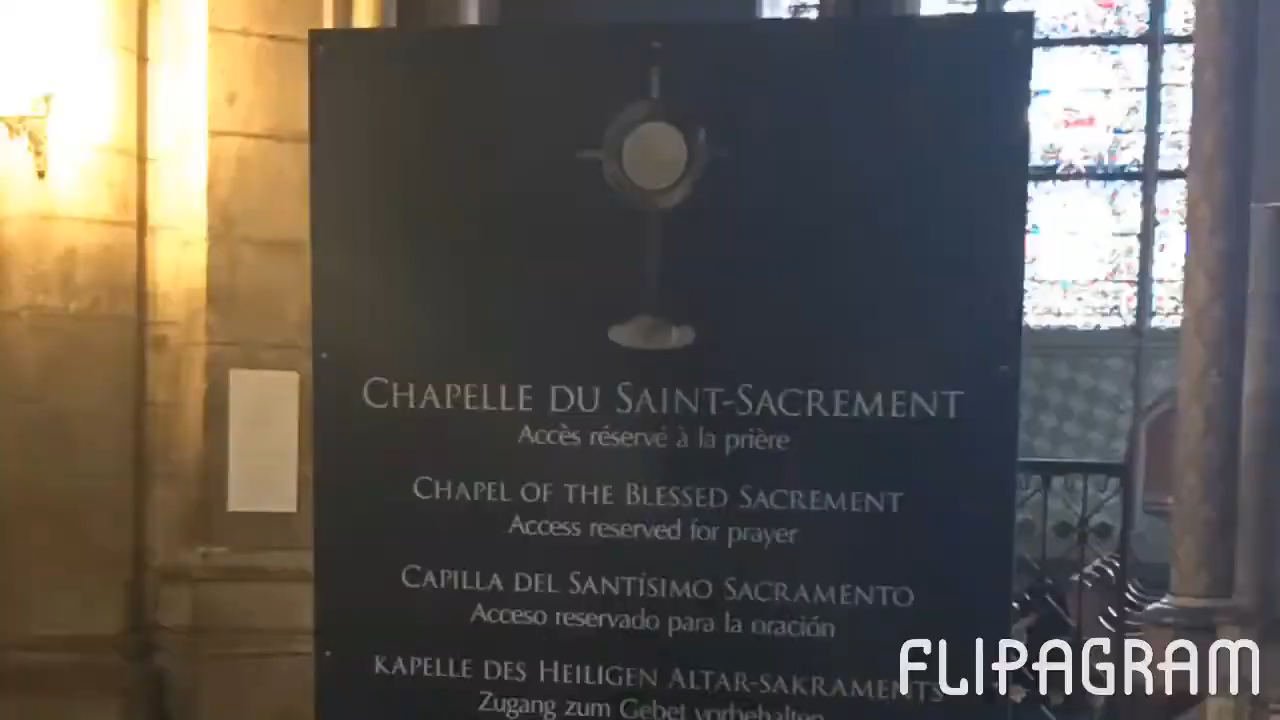 CHAPELLE DU SAINT-SACREMENT
Accès réservé à la prière
CHAPEL OF THE BLESSED SACREMENT
Access reserved for prayer
CAPILLA DEL SANTÍSIMO SACRAMENTO
Acceso reservado para la oración
KAPELLE DES HEILIGEN ALTAR-SAKRAMENTS
Zugang zum Gebet vorbehalten
FLIPAGRAM